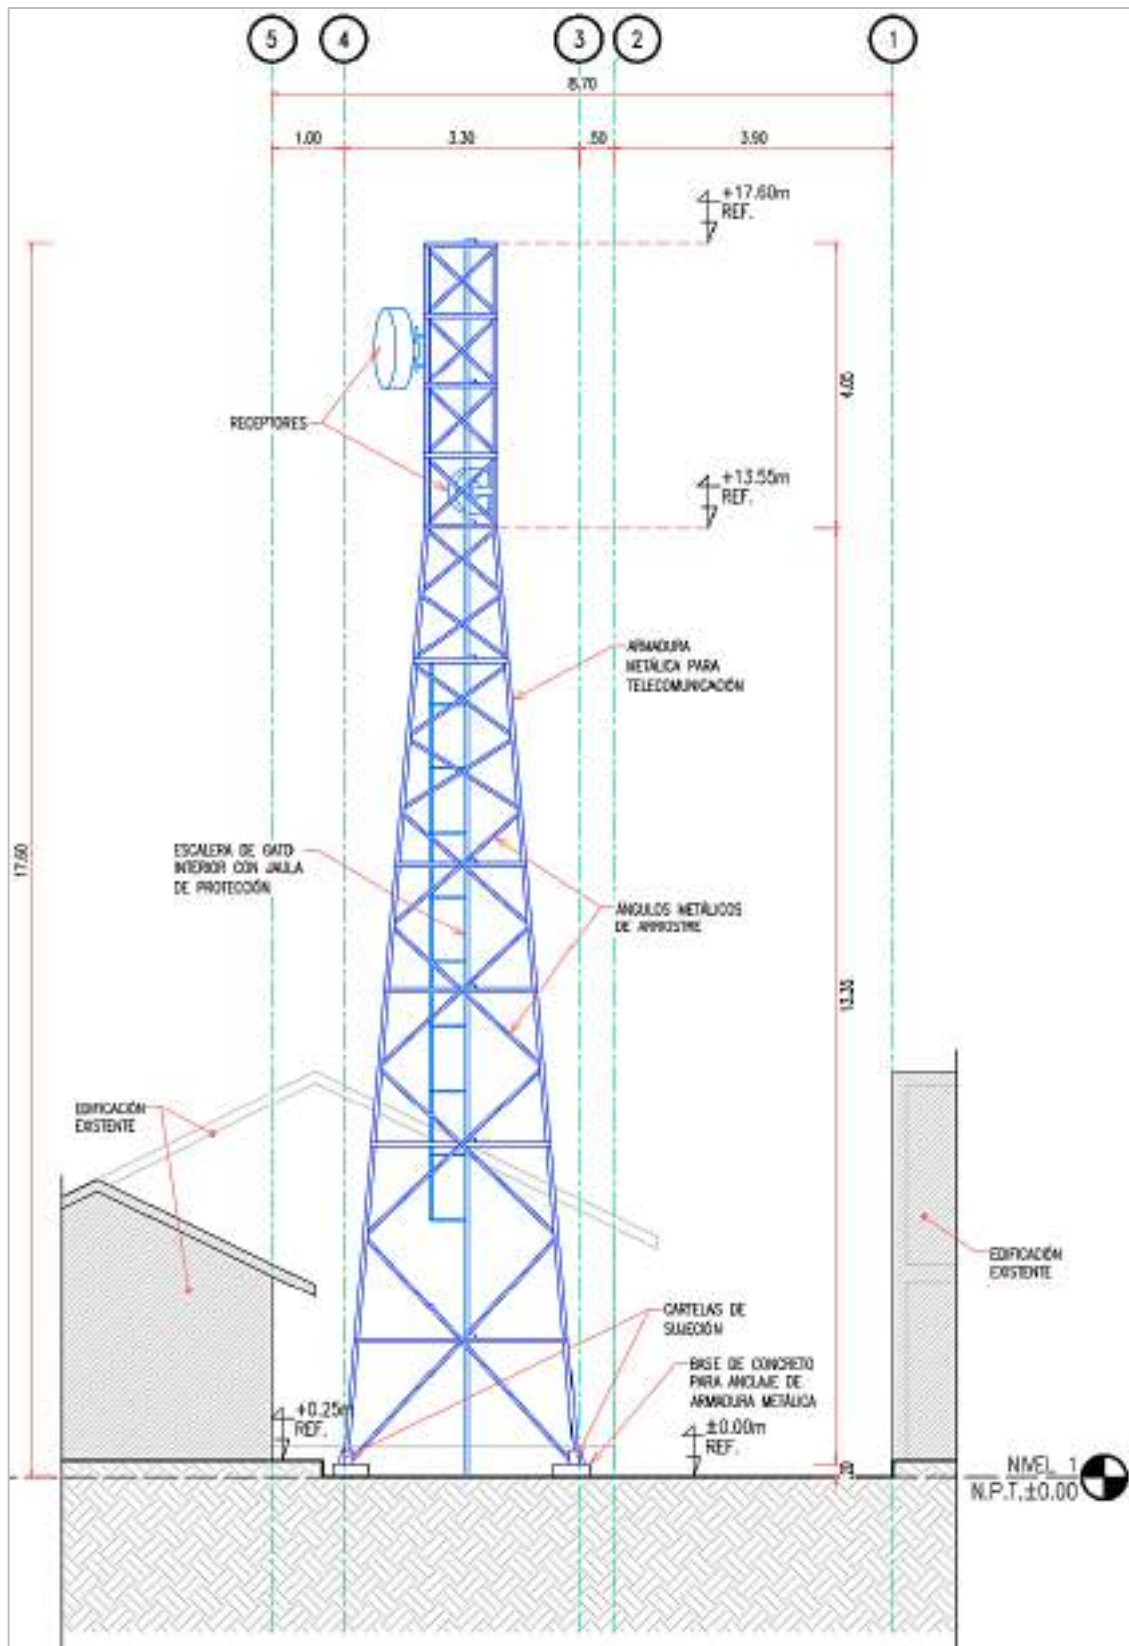 5
4
3
2
1
8.70
1.00
3.30
.50
3.90
+17.60m
REF.
RECEPTORES
4.05
+13.55m
REF.
ARMADURA
METÁLICA PARA
TELECOMUNICACIÓN
17.60
ESCALERA DE GATO
INTERIOR CON JAULA
DE PROTECCIÓN
ÁNGULOS METÁLICOS
DE ARRIOSTRE
13.35
EDIFICACIÓN
EXISTENTE
EDIFICACIÓN
EXISTENTE
CARTELAS DE
SUJECIÓN
BASE DE CONCRETO
PARA ANCLAJE DE
ARMADURA METÁLICA
+0.25m
REF.
±0.00m
REF.
.20
NIVEL 1
N.P.T.±0.00